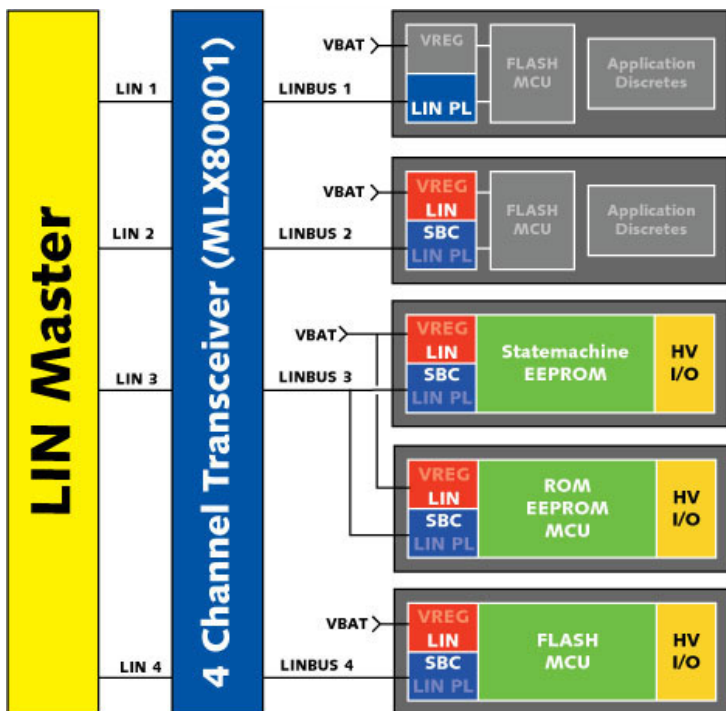 LIN Master
LIN 1
LIN 2
LIN 3
LIN 4
4 Channel Transceiver (MLX80001)
VBAT
LINBUS 1
VREG
LIN PL
FLASH
MCU
Application
Discretes
VBAT
LINBUS 2
VREG
LIN
SBC
LIN PL
FLASH
MCU
Application
Discretes
VBAT
LINBUS 3
VREG
LIN
SBC
LIN PL
Statemachine
EEPROM
HV
I/O
VREG
LIN
SBC
LIN PL
ROM
EEPROM
MCU
HV
I/O
VBAT
LINBUS 4
VREG
LIN
SBC
LIN PL
FLASH
MCU
HV
I/O